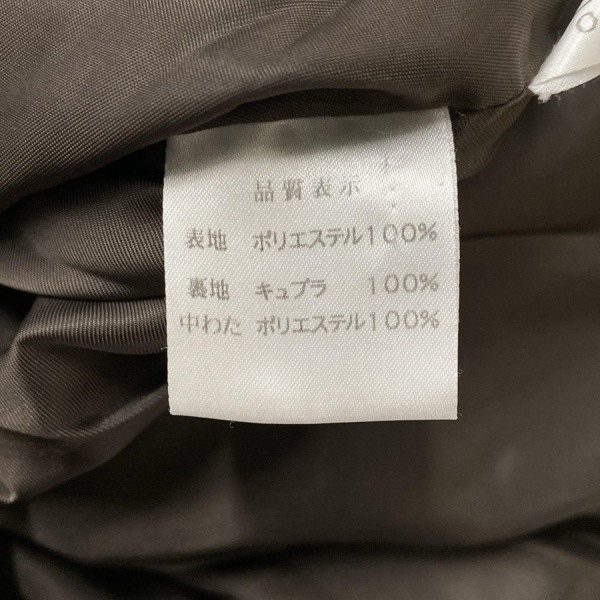 品質表示
表地 ポリエステル100%
裏地 キュプラ 100%
中わた ポリエステル100%